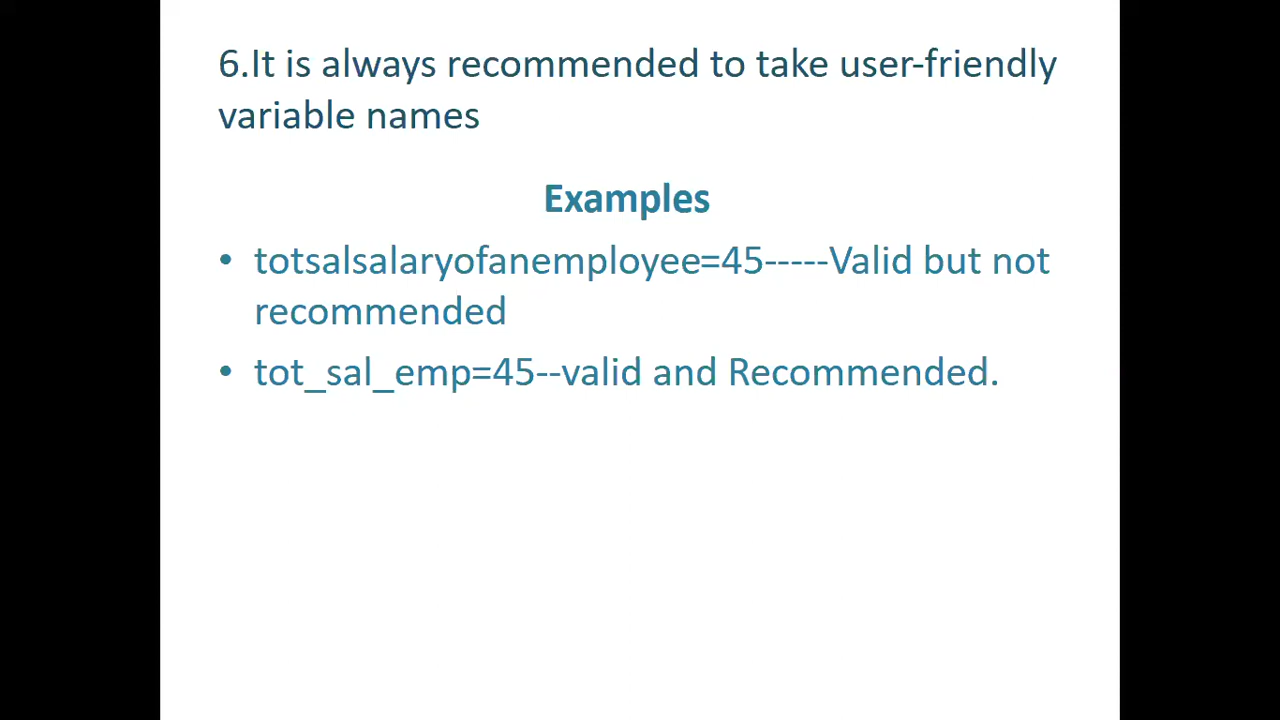 6.It is always recommended to take user-friendly
variable names
Examples
• totsalsalaryofanemployee=45-----Valid but not
recommended
• tot_sal_emp=45--valid and Recommended.